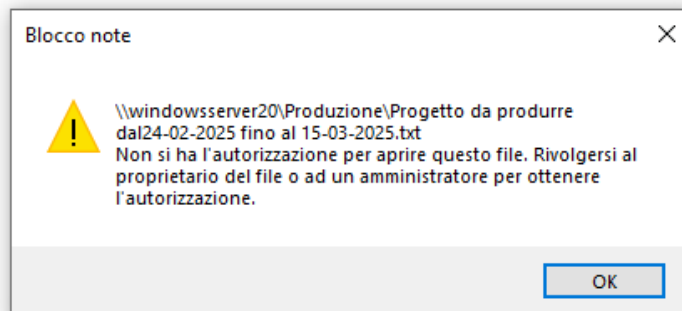 Blocco note
\\windowsserver20\Produzione\Progetto da produrre
dal24-02-2025 fino al 15-03-2025.txt
Non si ha l'autorizzazione per aprire questo file. Rivolgersi al
proprietario del file o ad un amministratore per ottenere
l'autorizzazione.
OK